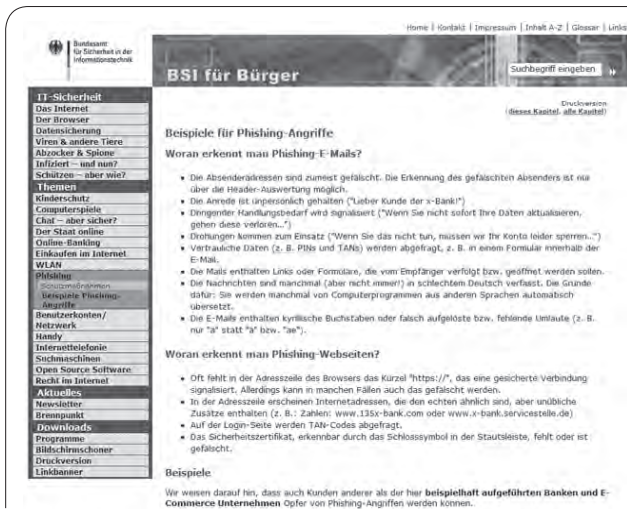 Home | Kontakt | Impressum | Inhalt A-Z | Glossar | Links
Bundesamt
für Sicherheit in der
Informationstechnik
BSI für Bürger
Suchbegriff eingeben
Druckversion
(dieses Kapitel, alle Kapitel)
IT-Sicherheit
Das Internet
Der Browser
Datensicherung
Viren & andere Tiere
Abzocker & Spione
Infiziert – und nun?
Schützen – aber wie?
Themen
Kinderschutz
Computerspiele
Chat – aber sicher?
Der Staat online
Online-Banking
Einkaufen im Internet
WLAN
Phishing
Schutzmaßnahmen
Beispiele Phishing-
Angriffe
Benutzerkonten/
Netzwerk
Handy
Internettelefonie
Suchmaschinen
Open Source Software
Recht im Internet
Aktuelles
Newsletter
Brennpunkt
Downloads
Programme
Bildschirmschoner
Druckversion
Linkbanner
Beispiele für Phishing-Angriffe
Woran erkennt man Phishing-E-Mails?
Die Absenderadressen sind zumeist gefälscht. Die Erkennung des gefälschten Absenders ist nur
über die Header-Auswertung möglich.
Die Anrede ist unpersönlich gehalten ("Lieber Kunde der x-Bank!")
Dringender Handlungsbedarf wird signalisiert ("Wenn Sie nicht sofort Ihre Daten aktualisieren,
gehen diese verloren...")
Drohungen kommen zum Einsatz ("Wenn Sie das nicht tun, müssen wir Ihr Konto leider sperren...")
Vertrauliche Daten (z. B. PINs und TANs) werden abgefragt, z. B. in einem Formular innerhalb der
E-Mail.
Die Mails enthalten Links oder Formulare, die vom Empfänger verfolgt bzw. geöffnet werden sollen.
Die Nachrichten sind manchmal (aber nicht immer!) in schlechtem Deutsch verfasst. Die Gründe
dafür: Sie werden manchmal von Computerprogrammen aus anderen Sprachen automatisch
übersetzt.
Die E-Mails enthalten kyrillische Buchstaben oder falsch aufgelöste bzw. fehlende Umlaute (z. B.
nur "a" statt "ä" bzw. "ae").
Woran erkennt man Phishing-Webseiten?
Oft fehlt in der Adresszeile des Browsers das Kürzel "https://", das eine gesicherte Verbindung
signalisiert. Allerdings kann in manchen Fällen auch das gefälscht werden.
In der Adresszeile erscheinen Internetadressen, die den echten ähnlich sind, aber unübliche
Zusätze enthalten (z. B.: Zahlen: www.135x-bank.com oder www.x-bank.servicestelle.de)
Auf der Login-Seite werden TAN-Codes abgefragt.
Das Sicherheitszertifikat, erkennbar durch das Schlosssymbol in der Stautsleiste, fehlt oder ist
gefälscht.
Beispiele
Wir weisen darauf hin, dass auch Kunden anderer als der hier beispielhaft aufgeführten Banken und E-
Commerce Unternehmen Opfer von Phishing-Angriffen werden können.